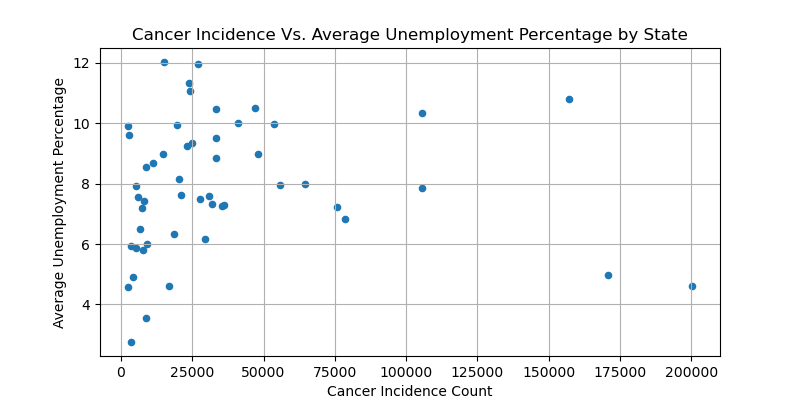 Cancer Incidence Vs. Average Unemployment Percentage by State
12
10
8
6
4
Average Unemployment Percentage
0 25000 50000 75000 100000 125000 150000 175000 200000
Cancer Incidence Count